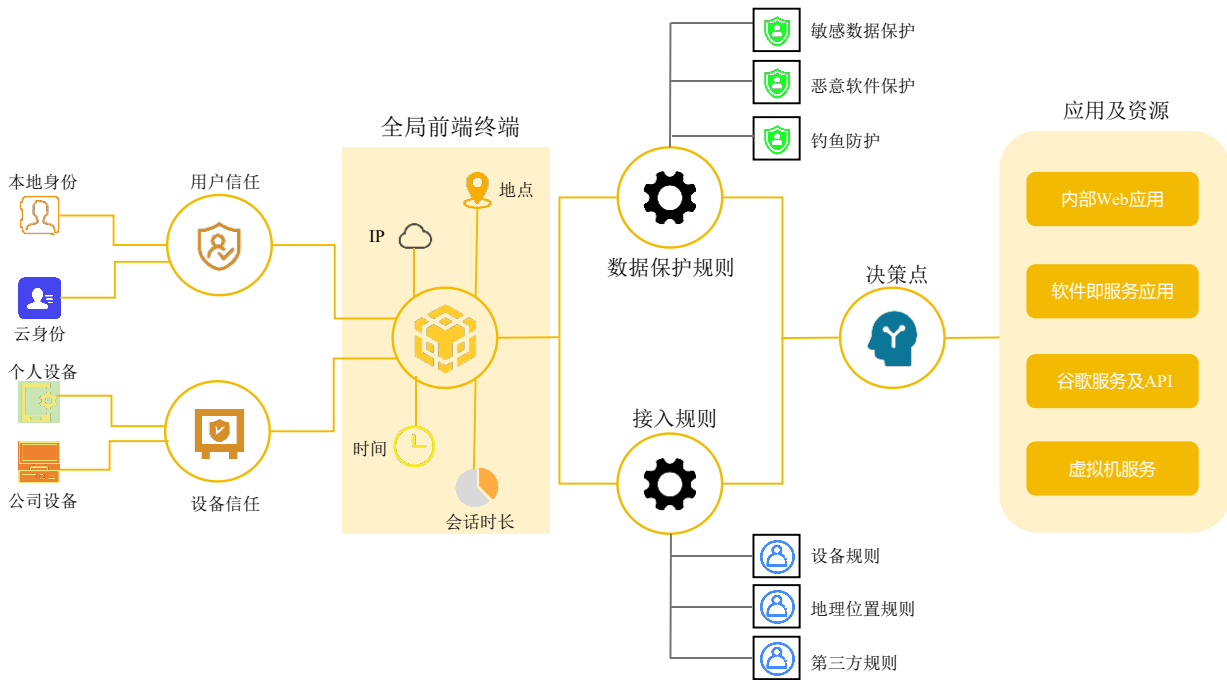 本地身份
云身份
个人设备
公司设备
用户信任
设备信任
全局前端终端
地点
IP
时间
会话时长
敏感数据保护
恶意软件保护
钓鱼防护
数据保护规则
接入规则
设备规则
地理位置规则
第三方规则
决策点
应用及资源
内部Web应用
软件即服务应用
谷歌服务及API
虚拟机服务